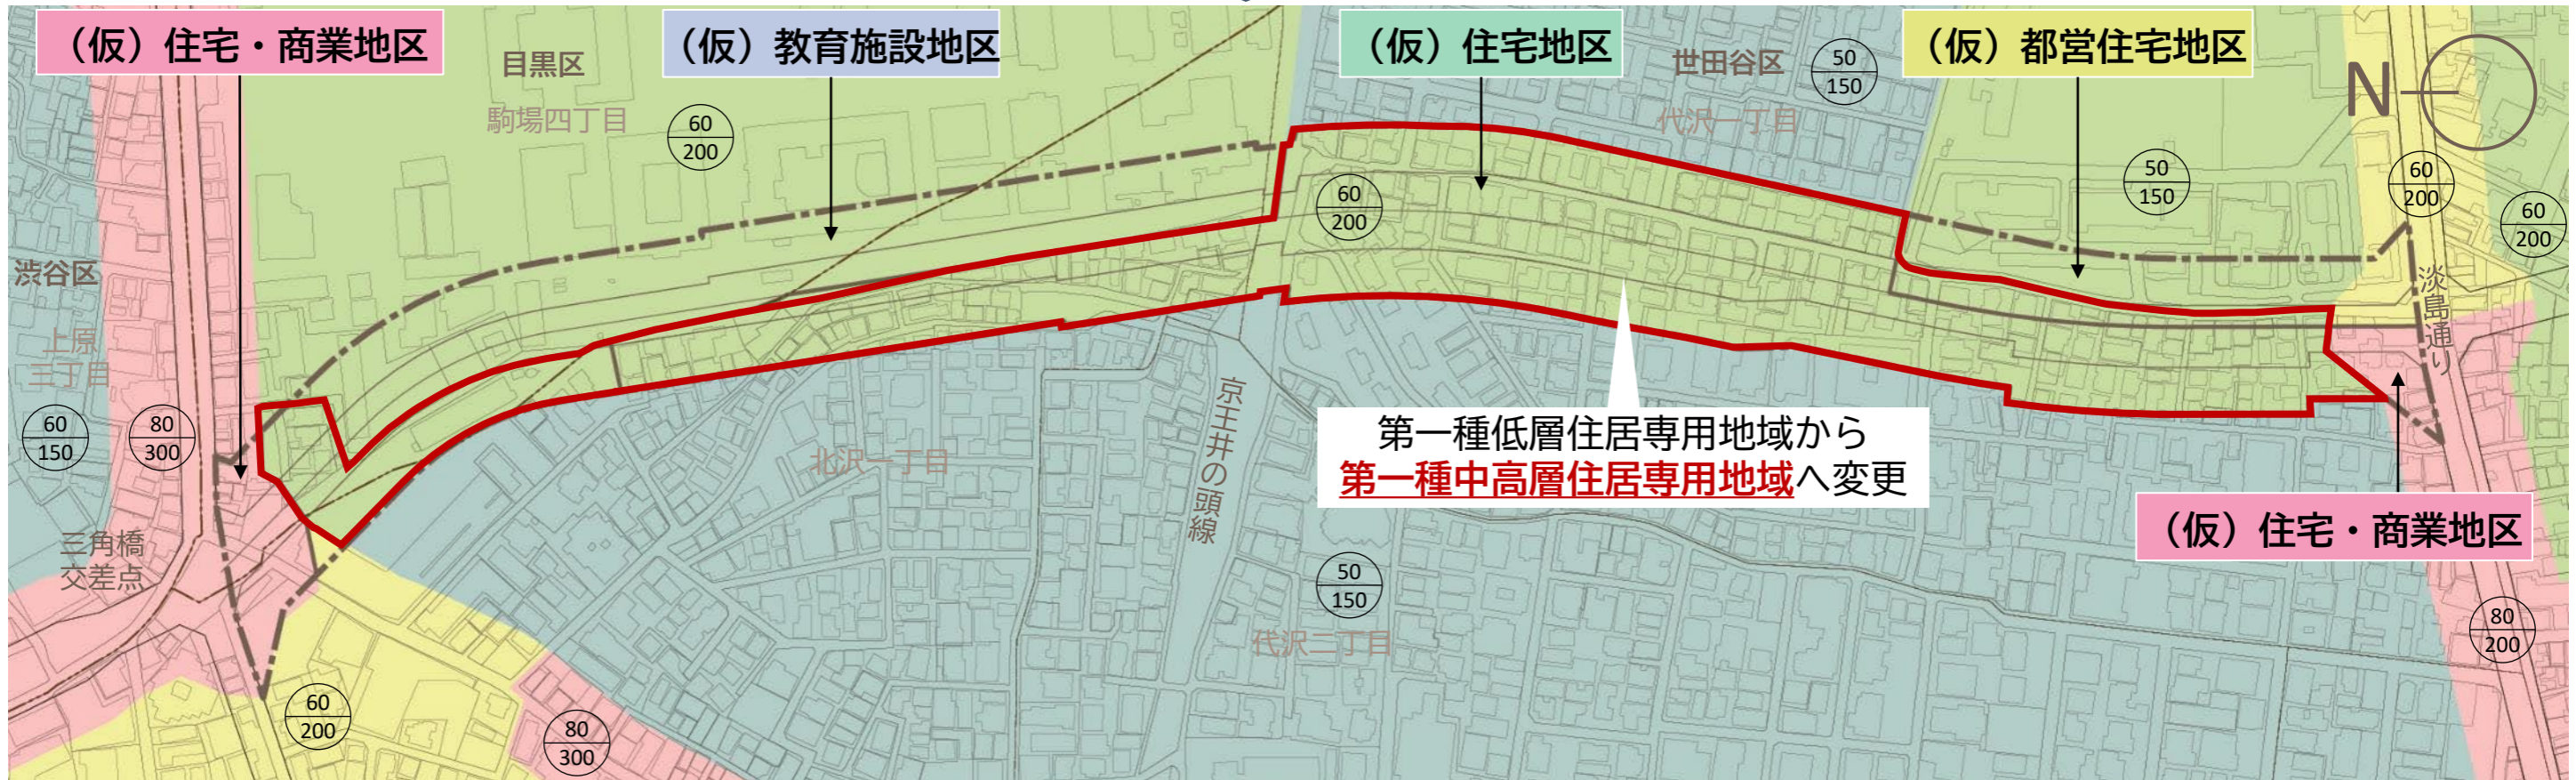 （仮）住宅・商業地区
（仮）教育施設地区
（仮）住宅地区
（仮）都営住宅地区
目黒区
駒場四丁目
60
200
世田谷区
代沢一丁目
50
150
N
60
200
50
150
60
200
60
200
渋谷区
上原
三丁目
60
150
80
300
淡島通り
京王井の頭線
北沢一丁目
第一種低層住居専用地域から
第一種中高層住居専用地域へ変更
（仮）住宅・商業地区
三角橋
交差点
50
150
代沢二丁目
80
200
60
200
80
300